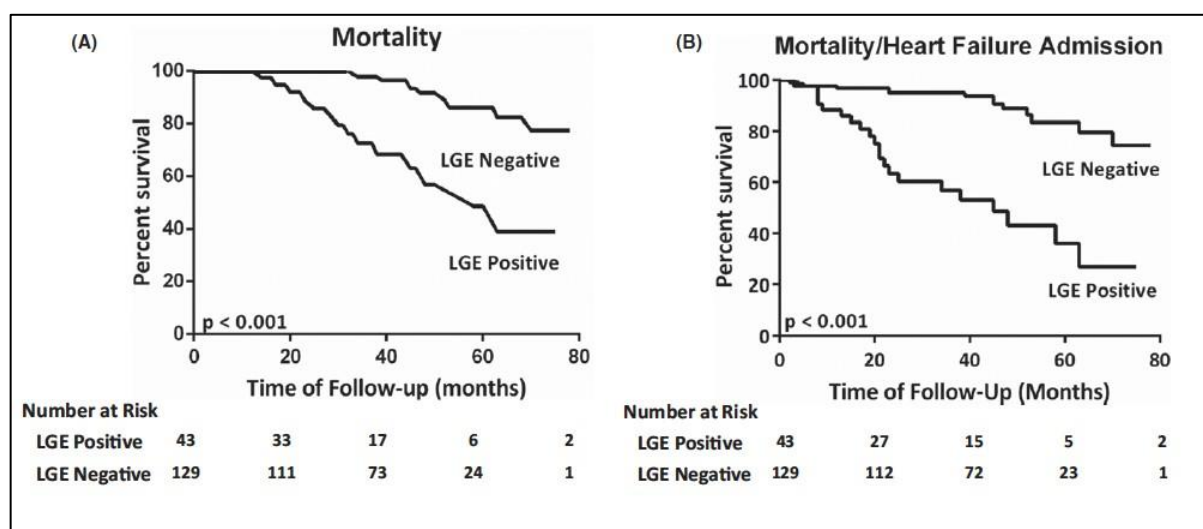 (A)
Mortality
Percent survival
100
80
60
40
20
0
LGE Negative
LGE Positive
p < 0.001
0 20 40 60 80
Time of Follow-up (months)
Number at Risk
LGE Positive 43 33 17 6 2
LGE Negative 129 111 73 24 1
(B)
Mortality/Heart Failure Admission
Percent survival
100
80
60
40
20
0
LGE Negative
LGE Positive
p < 0.001
0 20 40 60 80
Time of Follow-Up (Months)
Number at Risk
LGE Positive 43 27 15 5 2
LGE Negative 129 112 72 23 1